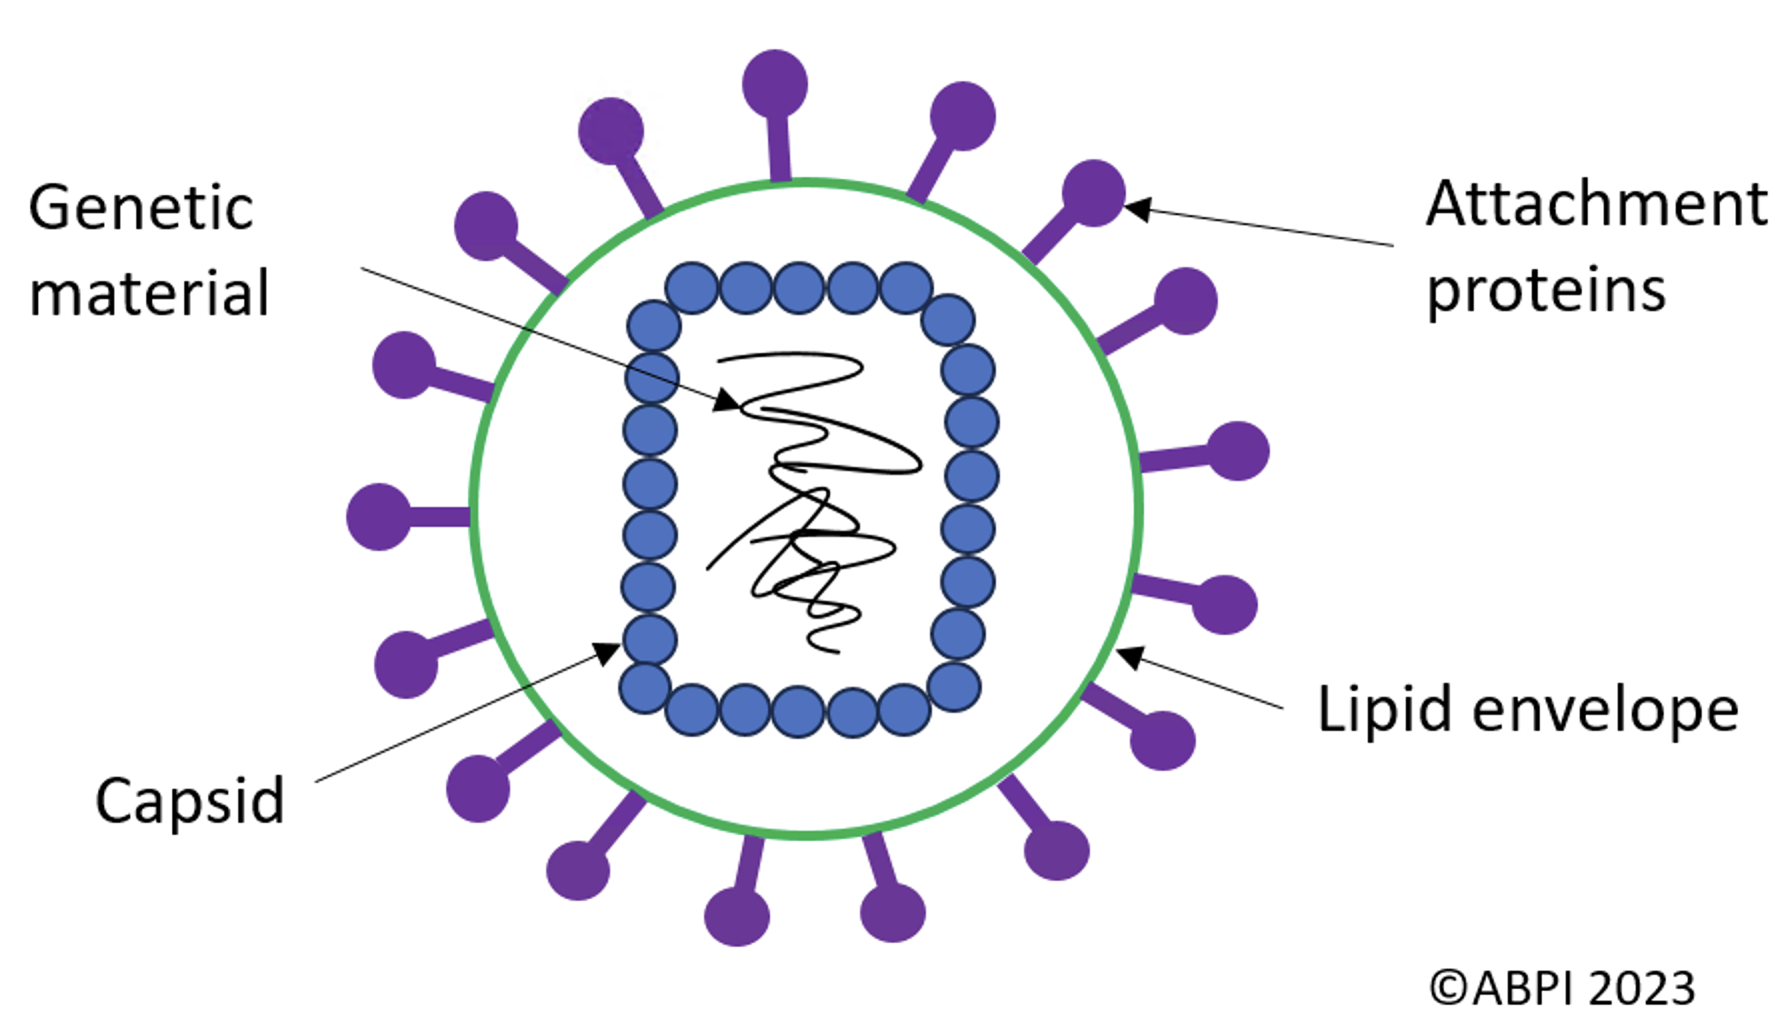 Genetic
material
Attachment
proteins
Lipid envelope
Capsid
©ABPI 2023